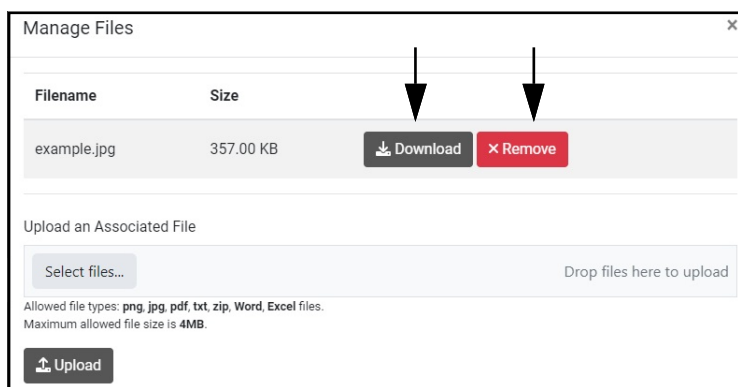 Manage Files ×
Filename Size
example.jpg 357.00 KB Download × Remove
Upload an Associated File
Select files... Drop files here to upload
Allowed file types: png, jpg, pdf, txt, zip, Word, Excel files.
Maximum allowed file size is 4MB.
Upload